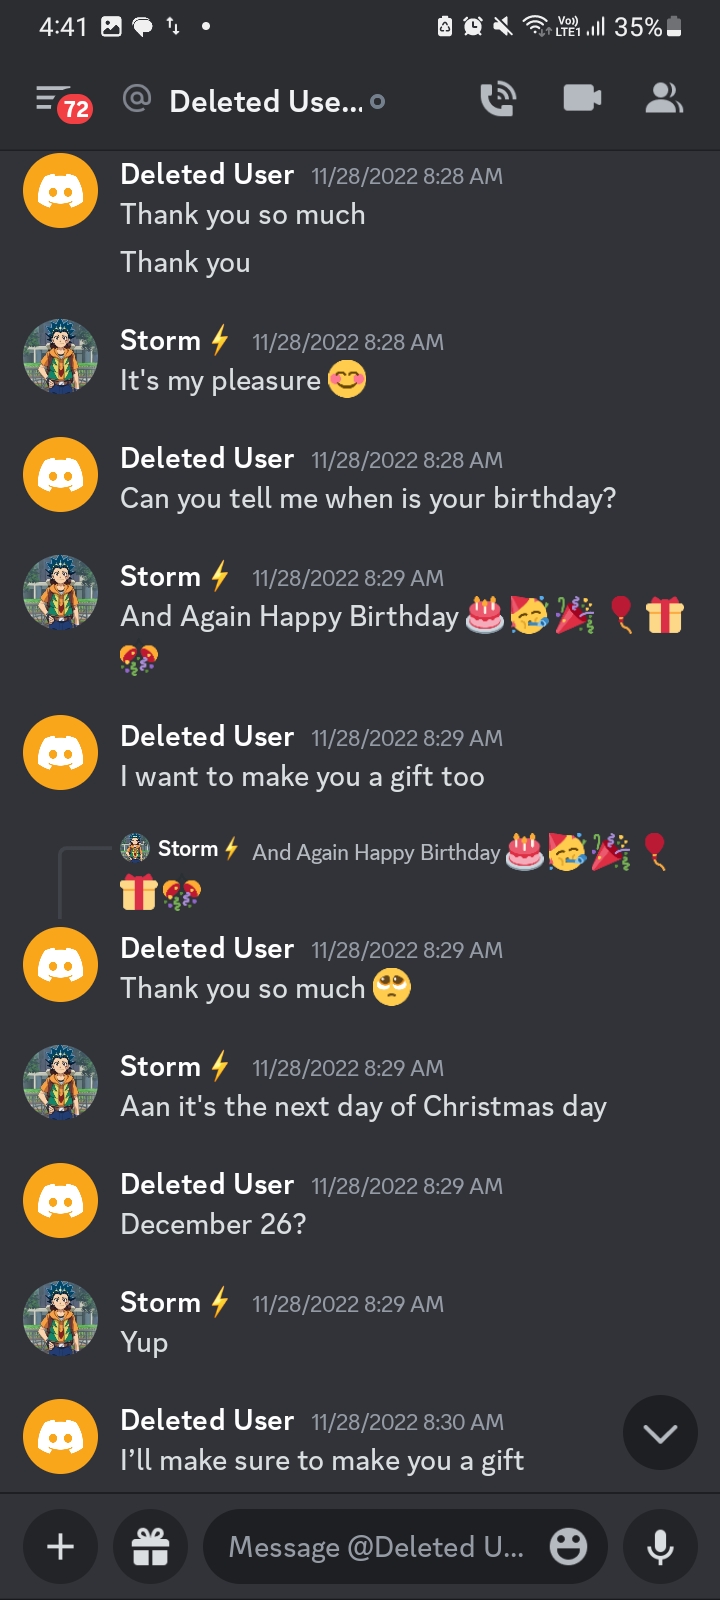 4:41
Vo)) LTE1 35%
72
@ Deleted Use...
Deleted User 11/28/2022 8:28 AM
Thank you so much
Thank you
Storm⚡ 11/28/2022 8:28 AM
It's my pleasure 😊
Deleted User 11/28/2022 8:28 AM
Can you tell me when is your birthday?
Storm⚡ 11/28/2022 8:29 AM
And Again Happy Birthday 🎂🥳🎉🎈🎁
🎊
Deleted User 11/28/2022 8:29 AM
I want to make you a gift too
Storm⚡ And Again Happy Birthday 🎂🥳🎉🎈
🎁🎊
Deleted User 11/28/2022 8:29 AM
Thank you so much 🥺
Storm⚡ 11/28/2022 8:29 AM
Aan it's the next day of Christmas day
Deleted User 11/28/2022 8:29 AM
December 26?
Storm⚡ 11/28/2022 8:29 AM
Yup
Deleted User 11/28/2022 8:30 AM
I’ll make sure to make you a gift
Message @Deleted U...